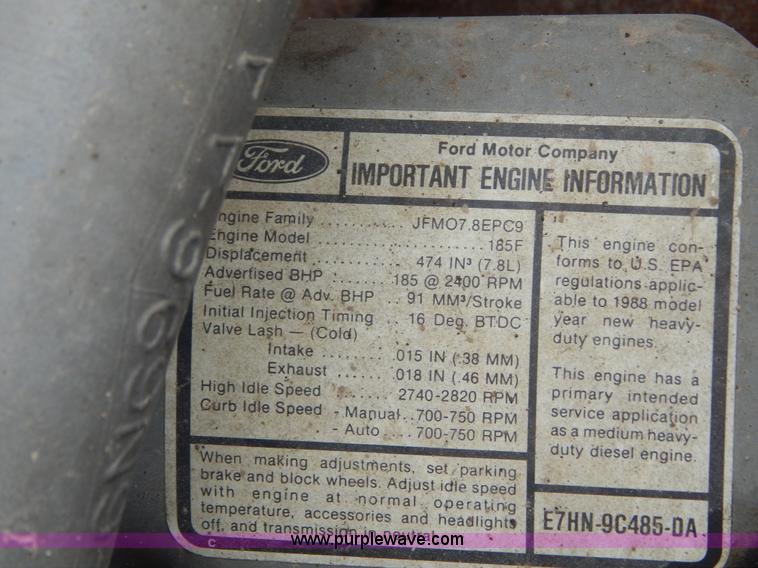 Ford
Ford Motor Company
IMPORTANT ENGINE INFORMATION
Engine Family ............ JFMO7.8EPC9
Engine Model ............ 185F
Displacement ............ 474 IN³ (7.8L)
Advertised BHP ...... 185 @ 2400 RPM
Fuel Rate @ Adv. BHP .. 91 MM³/Stroke
Initial Injection Timing .. 16 Deg. BTDC
Valve Lash — (Cold)
Intake ........ .015 IN (.38 MM)
Exhaust ....... .018 IN (.46 MM)
High Idle Speed ........ 2740-2820 RPM
Curb Idle Speed - Manual..700-750 RPM
- Auto ...700-750 RPM
This engine con-
forms to U.S. EPA
regulations applic-
able to 1988 model
year new heavy-
duty engines.
This engine has a
primary intended
service application
as a medium heavy-
duty diesel engine.
When making adjustments, set parking
brake and block wheels. Adjust idle speed
with engine at normal operating
temperature, accessories and headlights
off, and transmission in neutral.
E7HN-9C485-DA
www.purplewave.com